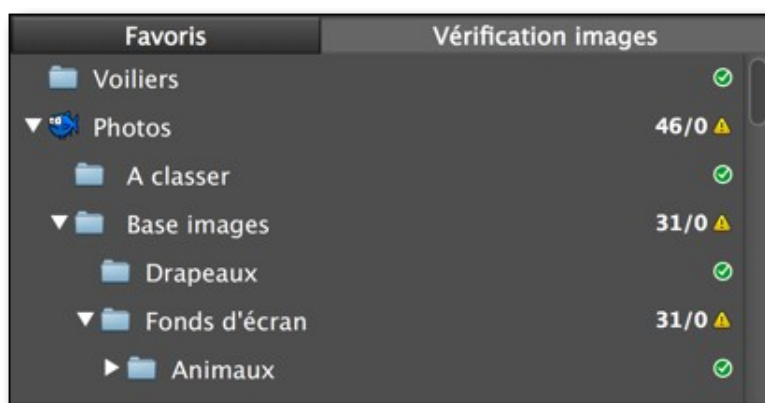 Favoris Vérification images
Voiliers
Photos 46/0
A classer
Base images 31/0
Drapeaux
Fonds d'écran 31/0
Animaux